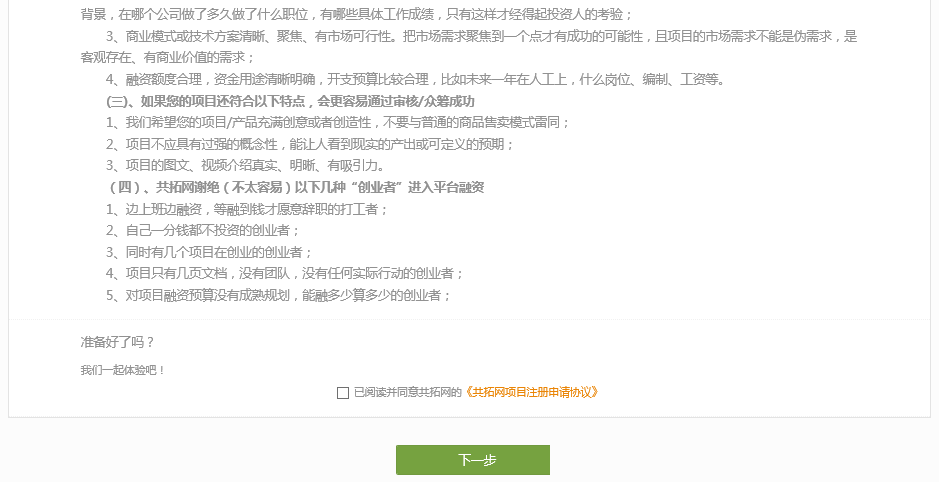 背景，在哪个公司做了多久做了什么职位，有哪些具体工作成绩，只有这样才经得起投资人的考验；
3、商业模式或技术方案清晰、聚焦、有市场可行性。把市场需求聚焦到一个点才有成功的可能性，且项目的市场需求不能是伪需求，是
客观存在、有商业价值的需求；
4、融资额度合理，资金用途清晰明确，开支预算比较合理，比如未来一年在人工上，什么岗位、编制、工资等。
(三)、如果您的项目还符合以下特点，会更容易通过审核/众筹成功
1、我们希望您的项目/产品充满创意或者创造性，不要与普通的商品售卖模式雷同；
2、项目不应具有过强的概念性，能让人看到现实的产出或可定义的预期；
3、项目的图文、视频介绍真实、明晰、有吸引力。
（四）、共拓网谢绝（不太容易）以下几种“创业者”进入平台融资
1、边上班边融资，等融到钱才愿意辞职的打工者；
2、自己一分钱都不投资的创业者；
3、同时有几个项目在创业的创业者；
4、项目只有几页文档，没有团队，没有任何实际行动的创业者；
5、对项目融资预算没有成熟规划，能融多少算多少的创业者；
准备好了吗？
我们一起体验吧！
已阅读并同意共拓网的《共拓网项目注册申请协议》
下一步